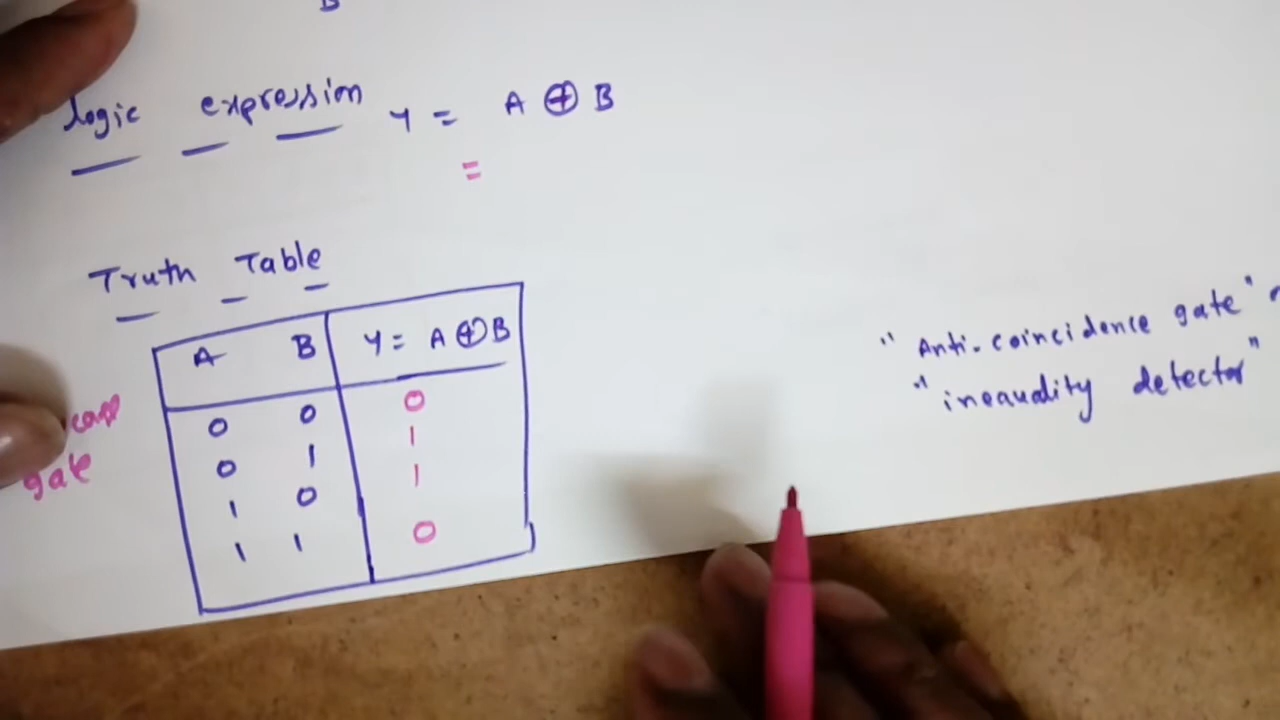 B
Logic expression Y = A ⊕ B
=
Truth Table
A B Y = A ⊕ B
0 0 0
0 1 1
1 0 1
1 1 0
gate
"Anti-coincidence gate"
"inequality detector"